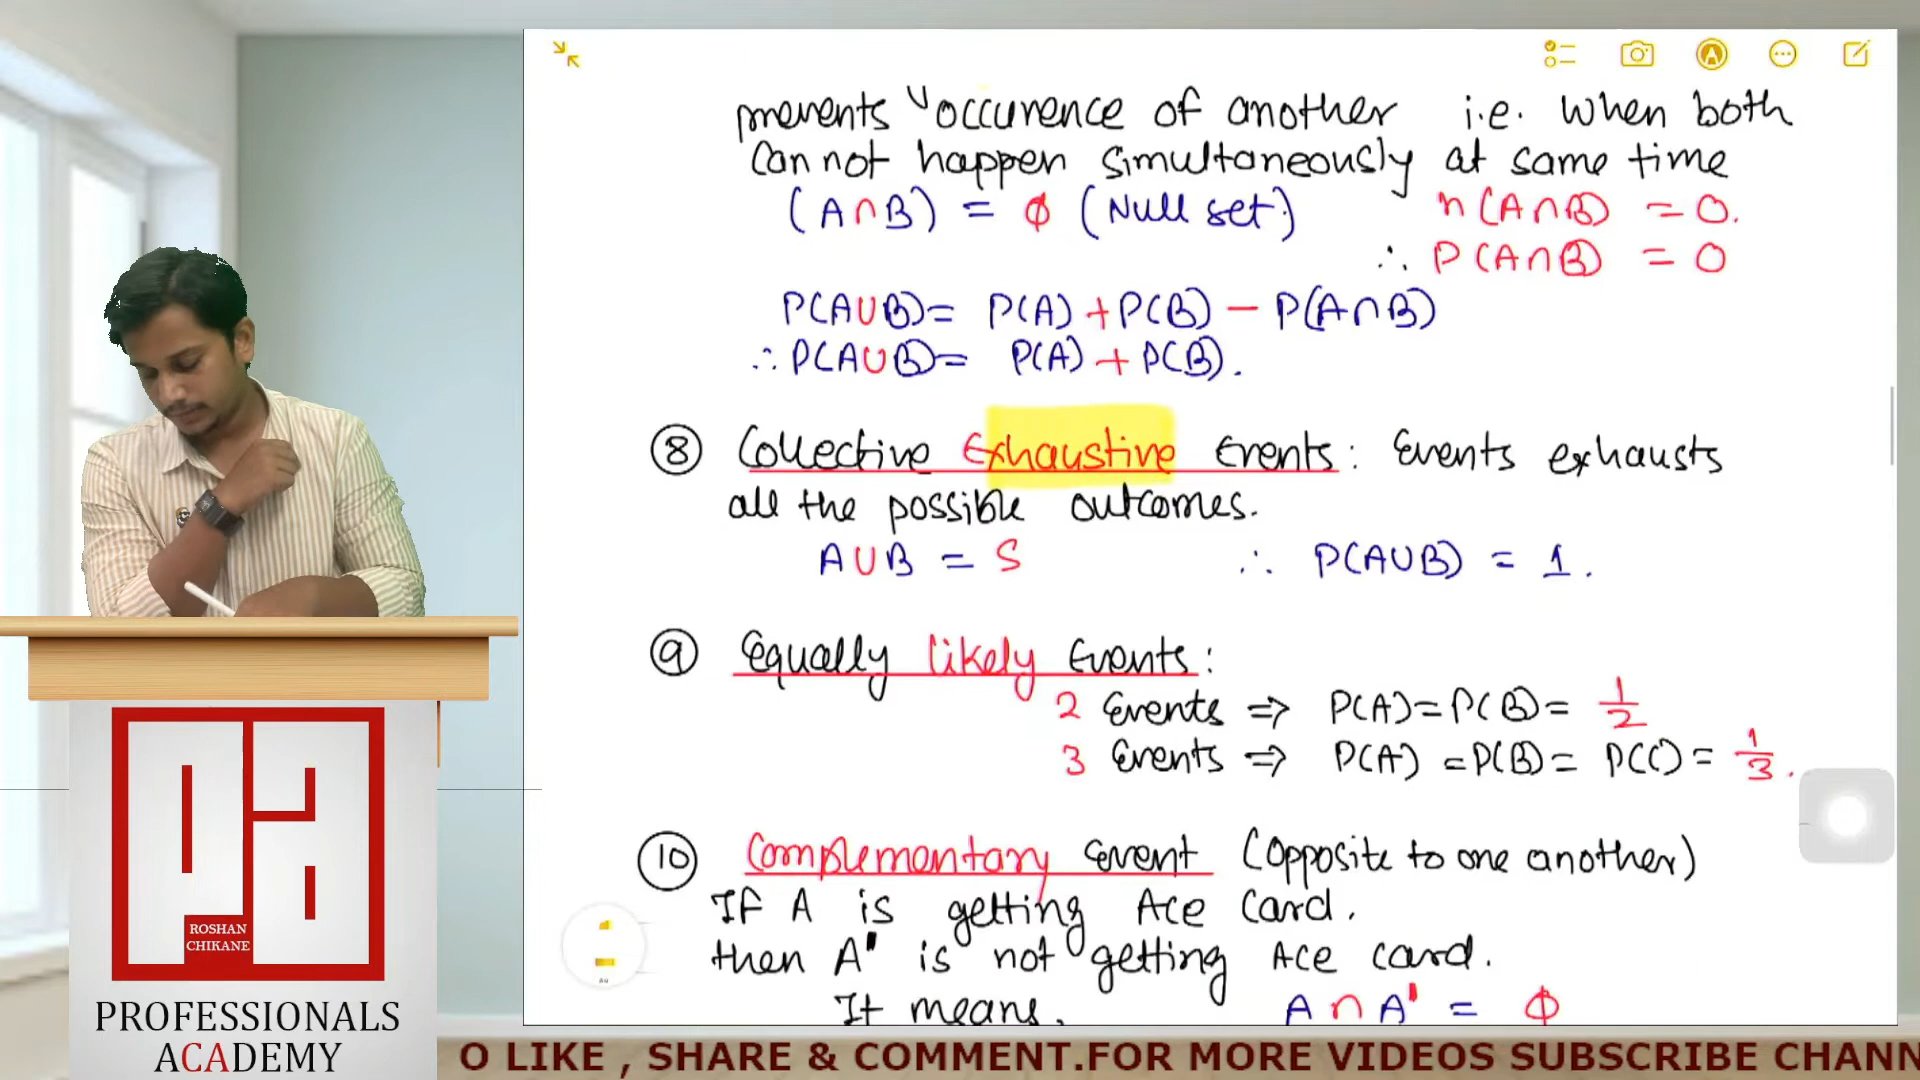 prevents occurence of another i.e. when both
Can not happen simultaneously at same time
(A∩B) = ϕ (Null set) n(A∩B) = 0.
∴ P(A∩B) = 0
P(A∪B)= P(A) + P(B) − P(A∩B)
∴ P(A∪B)= P(A) + P(B).
⑧ Collective Exhaustive Events: Events exhausts
all the possible outcomes.
A∪B = S ∴ P(A∪B) = 1.
⑨ Equally likely Events:
2 Events ⇒ P(A)=P(B)= 1/2
3 Events ⇒ P(A) =P(B)= P(C)= 1/3.
⑩ Complementary Event (opposite to one another)
If A is getting Ace Card.
then A' is not getting Ace card.
It means. A∩A' = ϕ
ROSHAN
CHIKANE
PROFESSIONALS
ACADEMY
O LIKE , SHARE & COMMENT.FOR MORE VIDEOS SUBSCRIBE CHANN